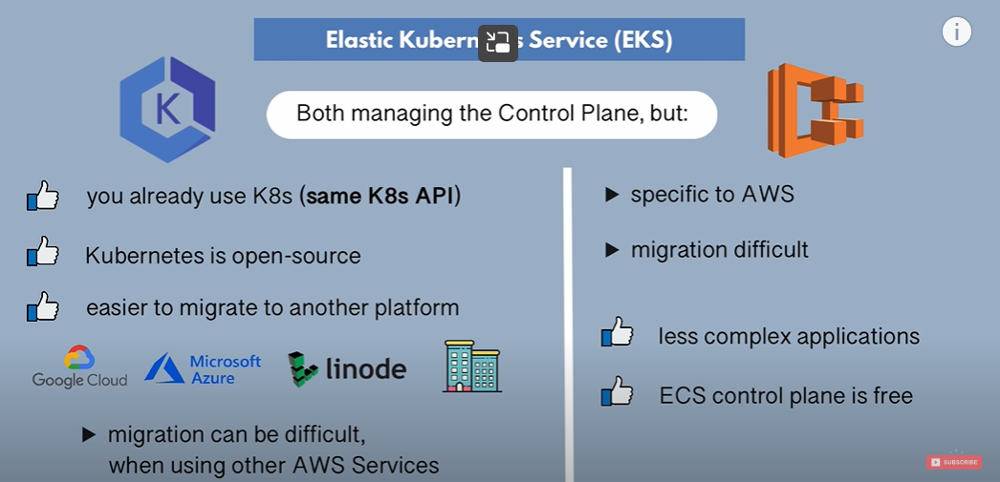 Elastic Kubern s Service (EKS)
i
K
Both managing the Control Plane, but:
you already use K8s (same K8s API)
Kubernetes is open-source
easier to migrate to another platform
Google Cloud
Microsoft
Azure
linode
▶ migration can be difficult,
when using other AWS Services
▶ specific to AWS
▶ migration difficult
less complex applications
ECS control plane is free
SUBSCRIBE